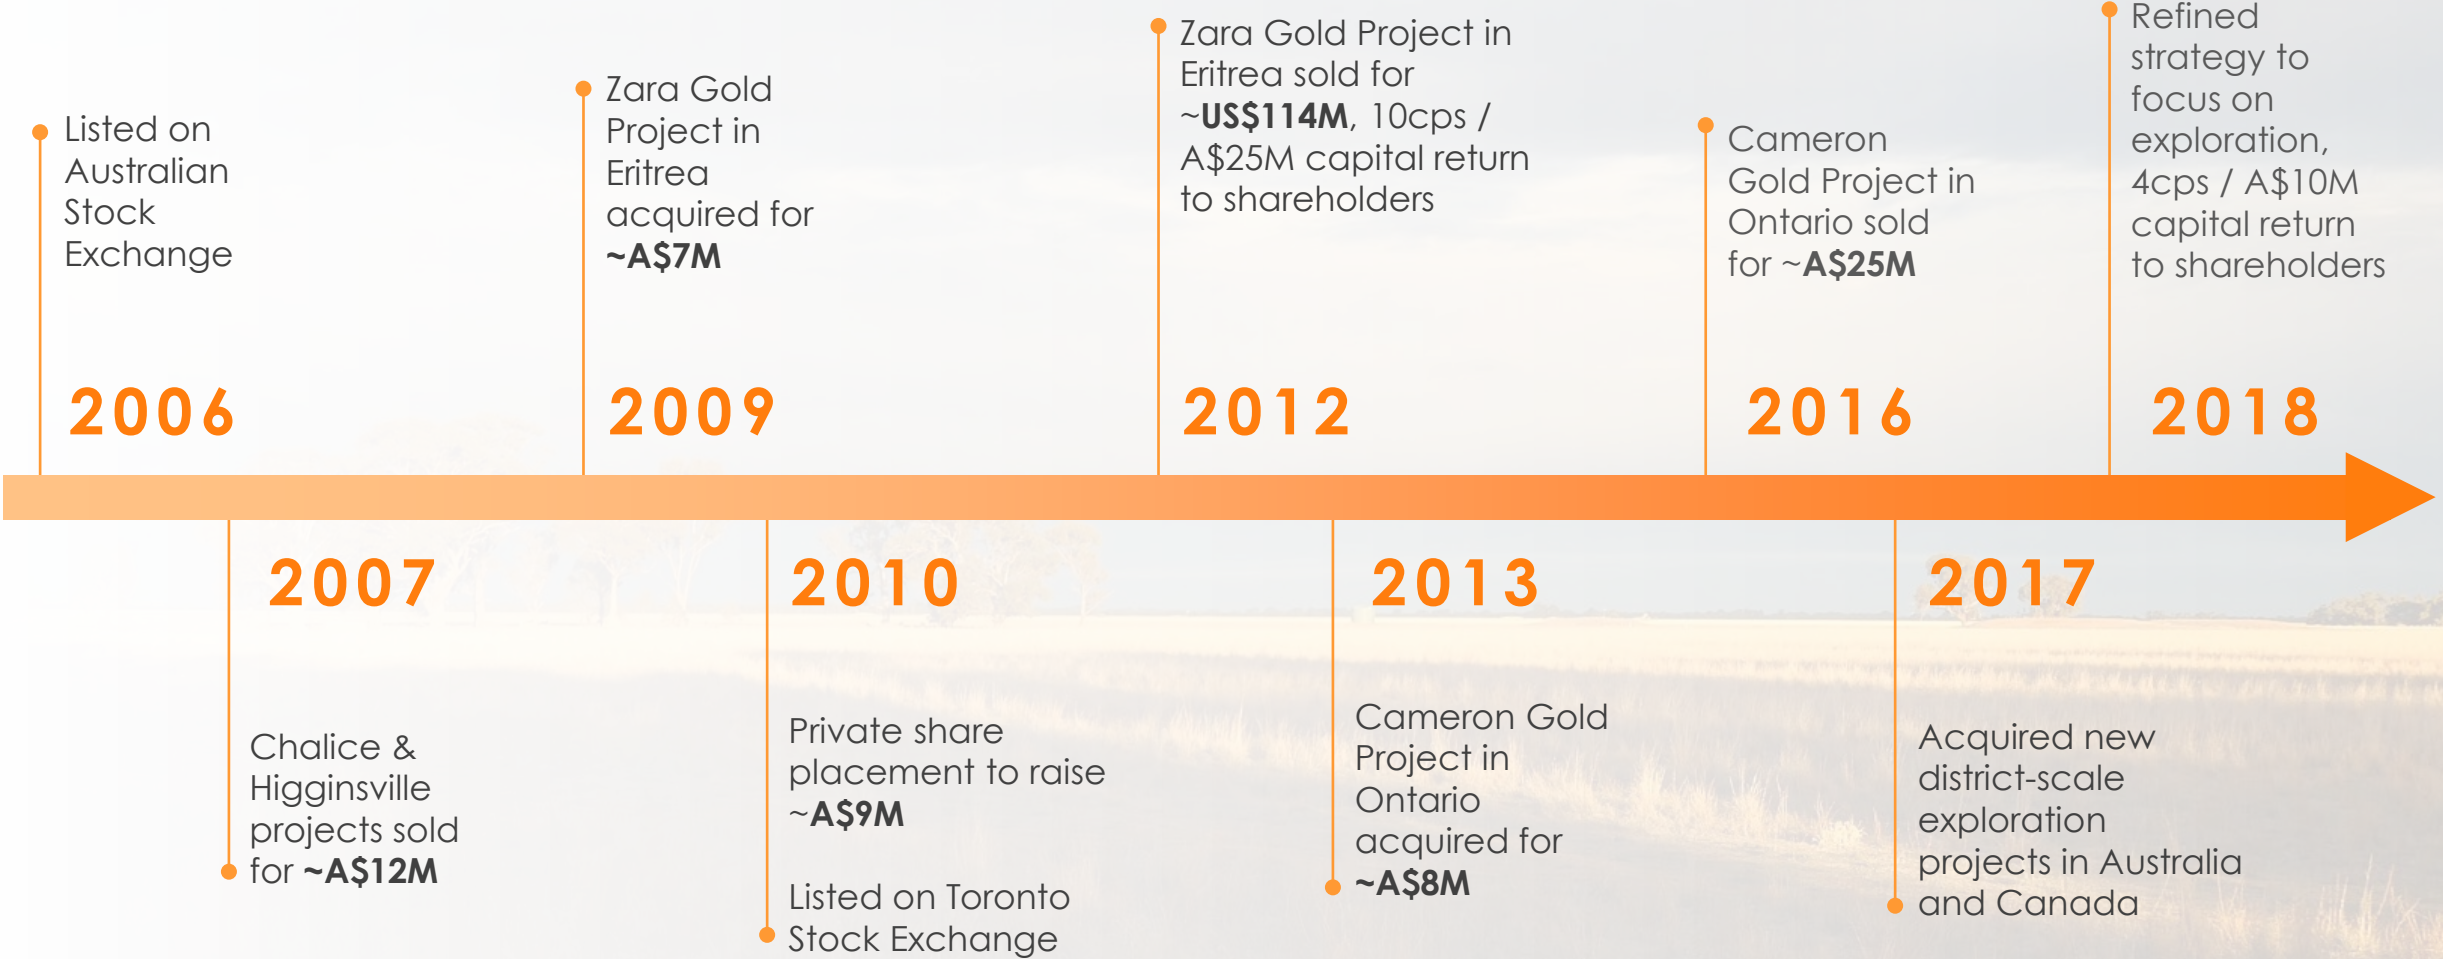 Listed on
Australian
Stock
Exchange
2006
Zara Gold
Project in
Eritrea
acquired for
~A$7M
2009
Zara Gold Project in
Eritrea sold for
~US$114M, 10cps /
A$25M capital return
to shareholders
2012
Cameron
Gold Project in
Ontario sold
for ~A$25M
2016
Refined
strategy to
focus on
exploration,
4cps / A$10M
capital return
to shareholders
2018
2007
Chalice &
Higginsville
projects sold
for ~A$12M
2010
Private share
placement to raise
~A$9M
Listed on Toronto
Stock Exchange
2013
Cameron Gold
Project in
Ontario
acquired for
~A$8M
2017
Acquired new
district-scale
exploration
projects in Australia
and Canada